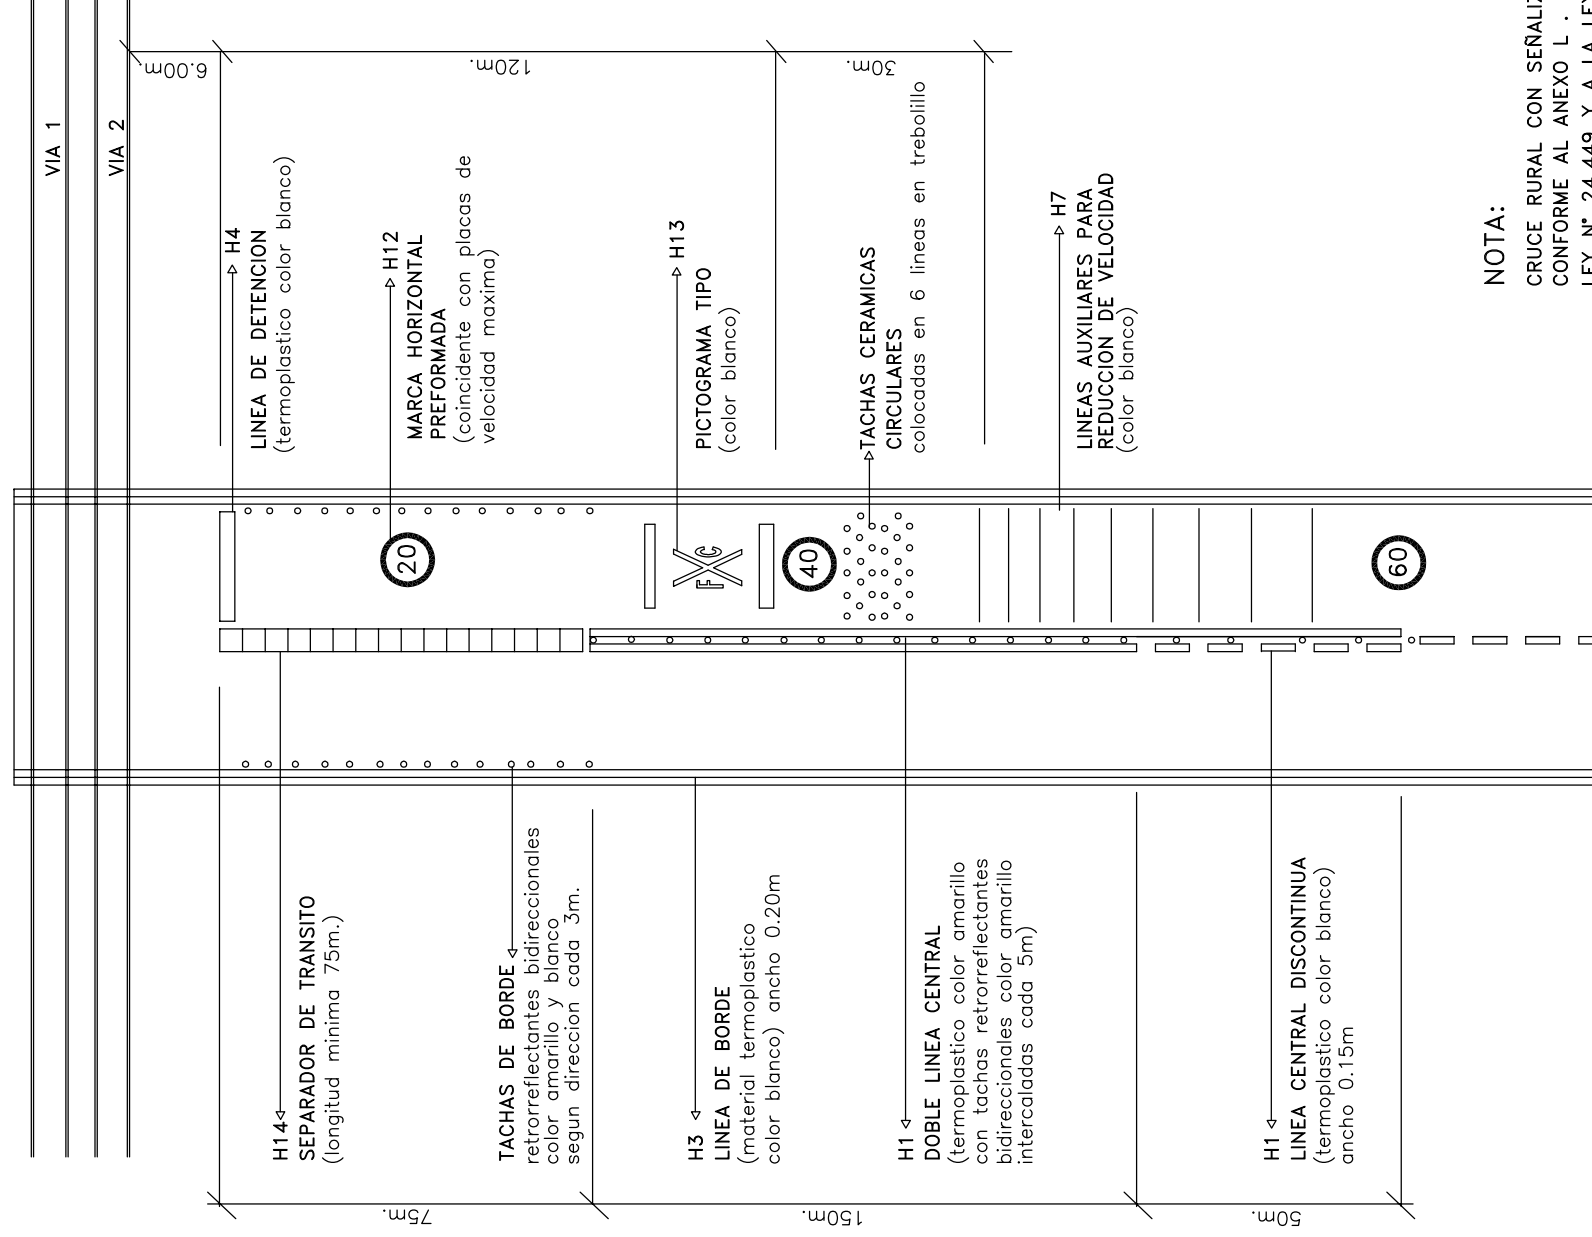 VIA 1
VIA 2
6.00m.
120m.
30m.
H4
LINEA DE DETENCION
(termoplastico color blanco)
H12
MARCA HORIZONTAL
PREFORMADA
(coincidente con placas de
velocidad maxima)
H13
PICTOGRAMA TIPO
(color blanco)
TACHAS CERAMICAS
CIRCULARES
colocadas en 6 lineas en trebolillo
H7
LINEAS AUXILIARES PARA
REDUCCION DE VELOCIDAD
(color blanco)
NOTA:
CRUCE RURAL CON
CONFORME AL ANEXO L .
LEY N° 24.449 Y A LA
20
F C
40
60
H14
SEPARADOR DE TRANSITO
(longitud minima 75m.)
TACHAS DE BORDE
retrorreflectantes bidireccionales
color amarillo y blanco
segun direccion cada 3m.
H3
LINEA DE BORDE
(material termoplastico
color blanco) ancho 0.20m
H1
DOBLE LINEA CENTRAL
(termoplastico color amarillo
con tachas retrorreflectantes
bidireccionales color amarillo
intercaladas cada 5m)
H1
LINEA CENTRAL DISCONTINUA
(termoplastico color blanco)
ancho 0.15m
75m.
150m.
50m.